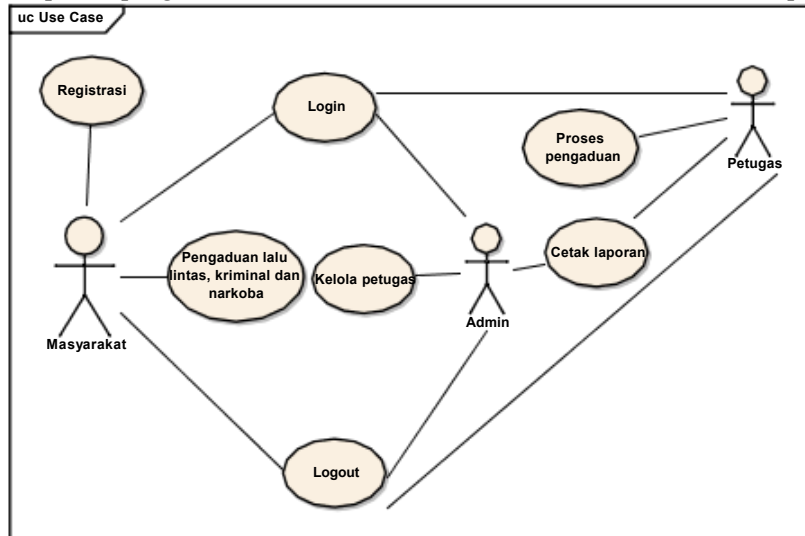 uc Use Case
Registrasi
Login
Proses
pengaduan
Petugas
Pengaduan lalu
lintas, kriminal dan
narkoba
Kelola petugas
Cetak laporan
Admin
Masyarakat
Logout